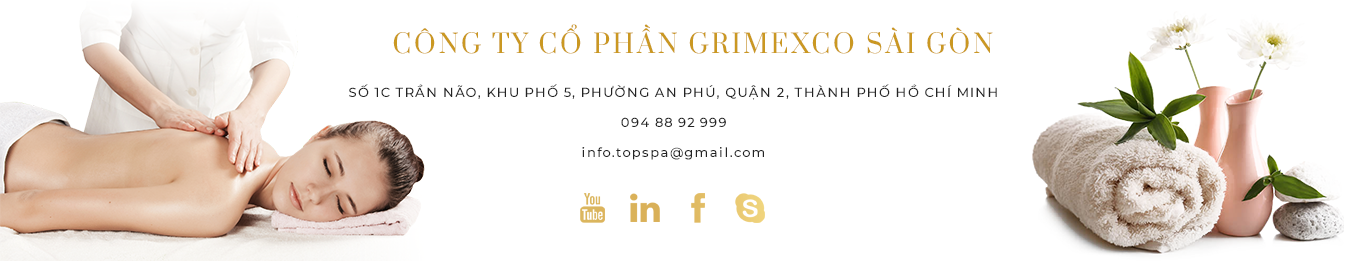 CÔNG TY CỔ PHẦN GRIMEXCO SÀI GÒN
SỐ 1C TRẦN NÃO, KHU PHỐ 5, PHƯỜNG AN PHÚ, QUẬN 2, THÀNH PHỐ HỒ CHÍ MINH
094 88 92 999
info.topspa@gmail.com
You
Tube
in
f
S